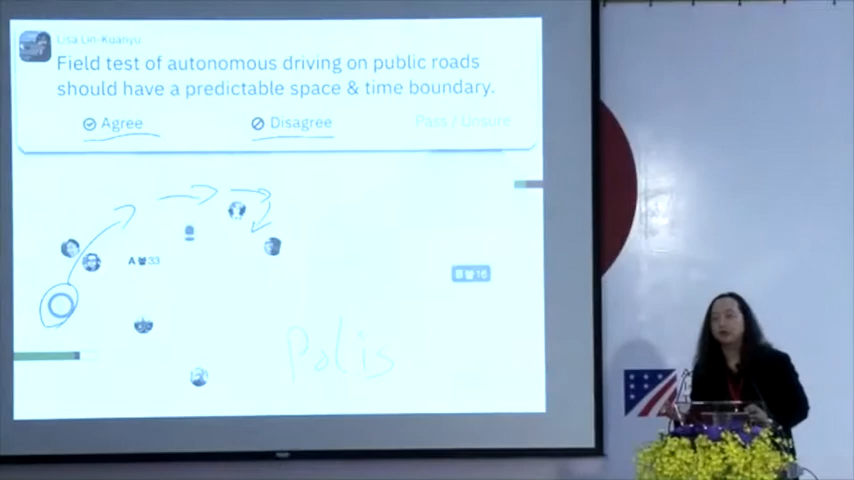 Lisa Lin-Kuanyu
Field test of autonomous driving on public roads
should have a predictable space & time boundary.
Agree
Disagree
Pass / Unsure
A 33
16
Polis